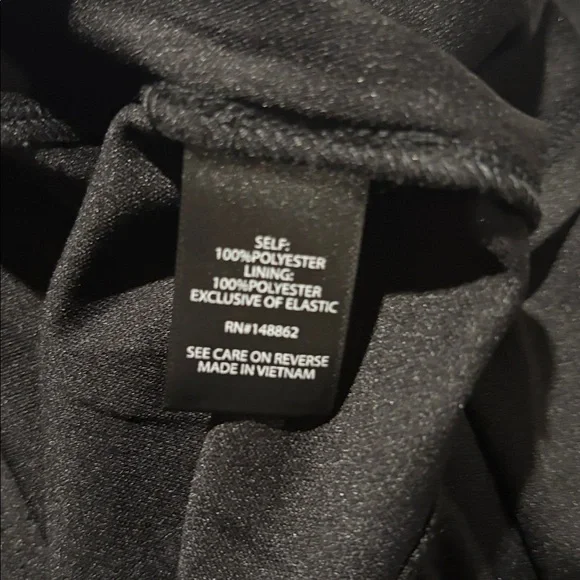 SELF:
100%POLYESTER
LINING:
100%POLYESTER
EXCLUSIVE OF ELASTIC
RN#148862
SEE CARE ON REVERSE
MADE IN VIETNAM